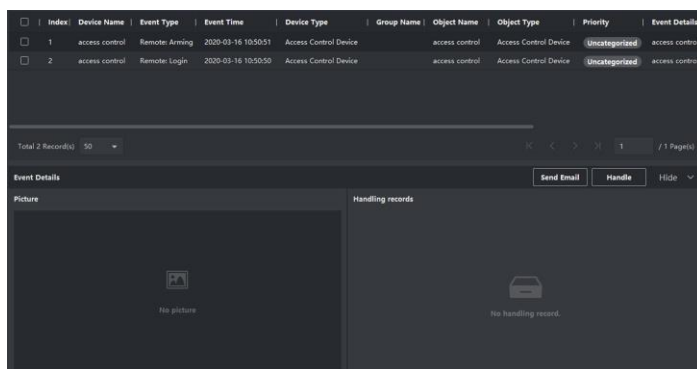 Index Device Name Event Type Event Time Device Type Group Name Object Name Object Type Priority Event Details
1 access control Remote: Arming 2020-03-16 10:50:51 Access Control Device access control Access Control Device Uncategorized access contro
2 access control Remote: Login 2020-03-16 10:50:50 Access Control Device access control Access Control Device Uncategorized access contro
Total 2 Record(s) 50 1 / 1 Page(s)
Event Details Send Email Handle Hide
Picture Handling records
No picture No handling record.